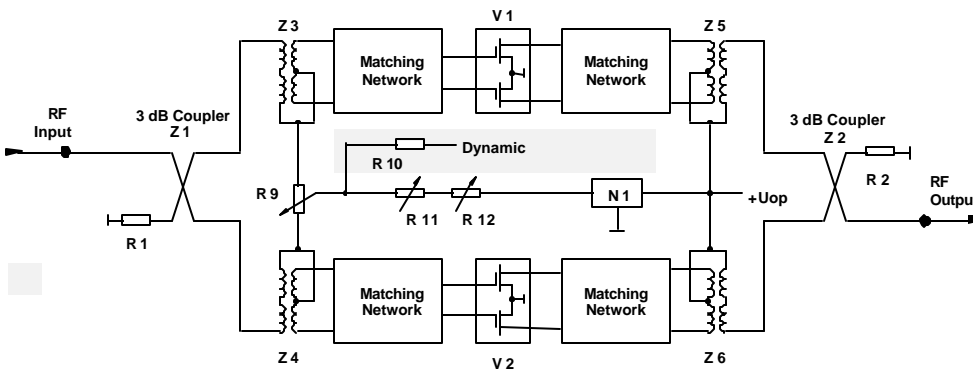 Z 3
V 1
Z 5
Matching
Network
Matching
Network
RF
Input
3 dB Coupler
Z 1
3 dB Coupler
Z 2
R 10
Dynamic
R 2
R 9
R 11
R 12
N 1
+Uop
RF
Output
R 1
Matching
Network
Matching
Network
Z 4
V 2
Z 6